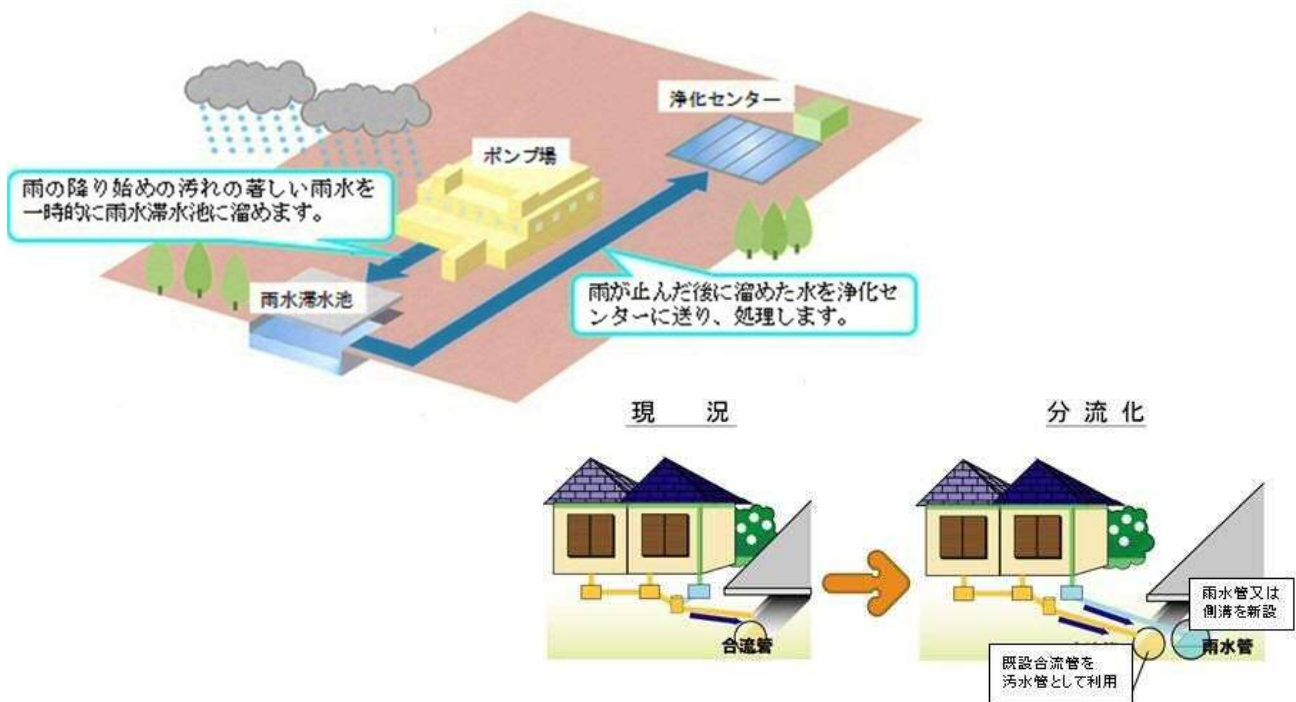 浄化センター
ポンプ場
雨の降り始めの汚れの著しい雨水を
一時的に雨水滞水池に溜めます。
雨水滞水池
雨が止んだ後に溜めた水を浄化セ
ンターに送り、処理します。
現　況
分流化
合流管
雨水管又は
側溝を新設
雨水管
既設合流管を
汚水管として利用